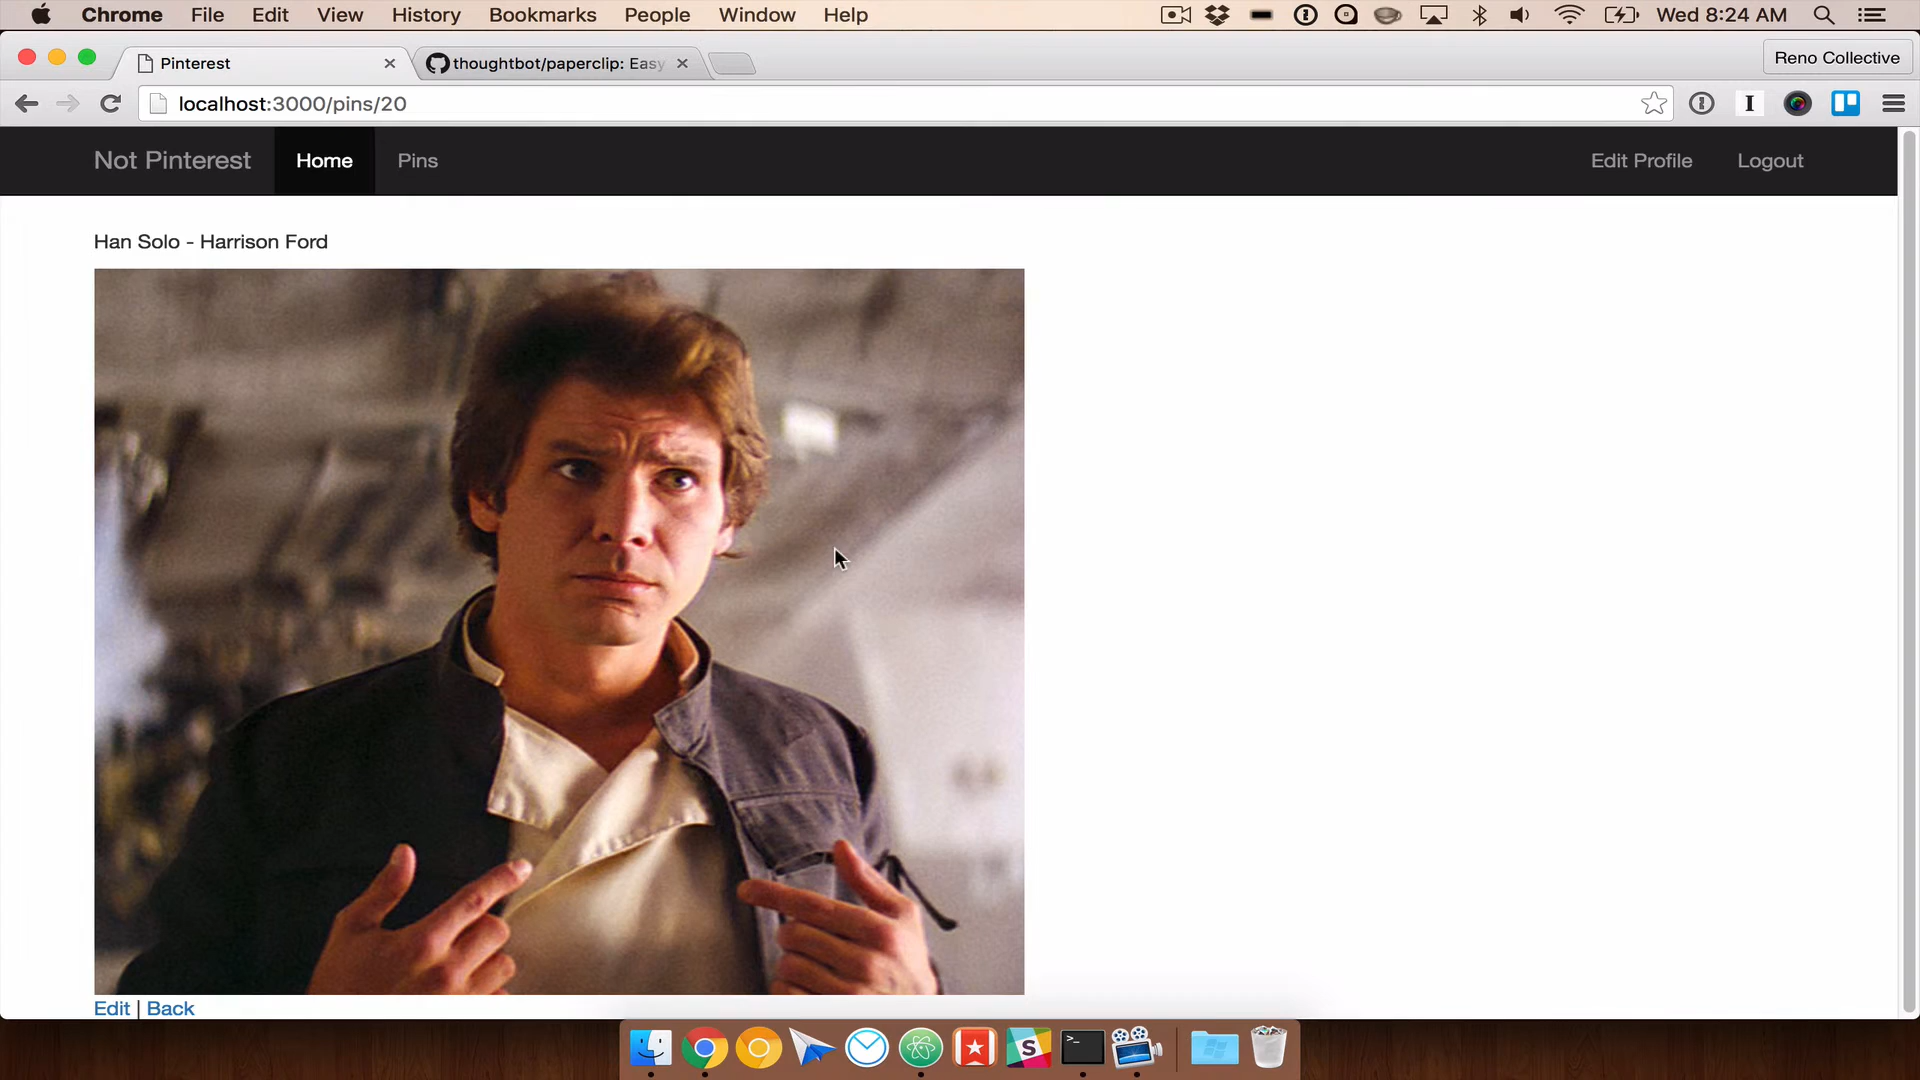 Chrome File Edit View History Bookmarks People Window Help Wed 8:24 AM
Pinterest thoughtbot/paperclip: Easy Reno Collective
localhost:3000/pins/20
Not Pinterest Home Pins Edit Profile Logout
Han Solo - Harrison Ford
Edit | Back